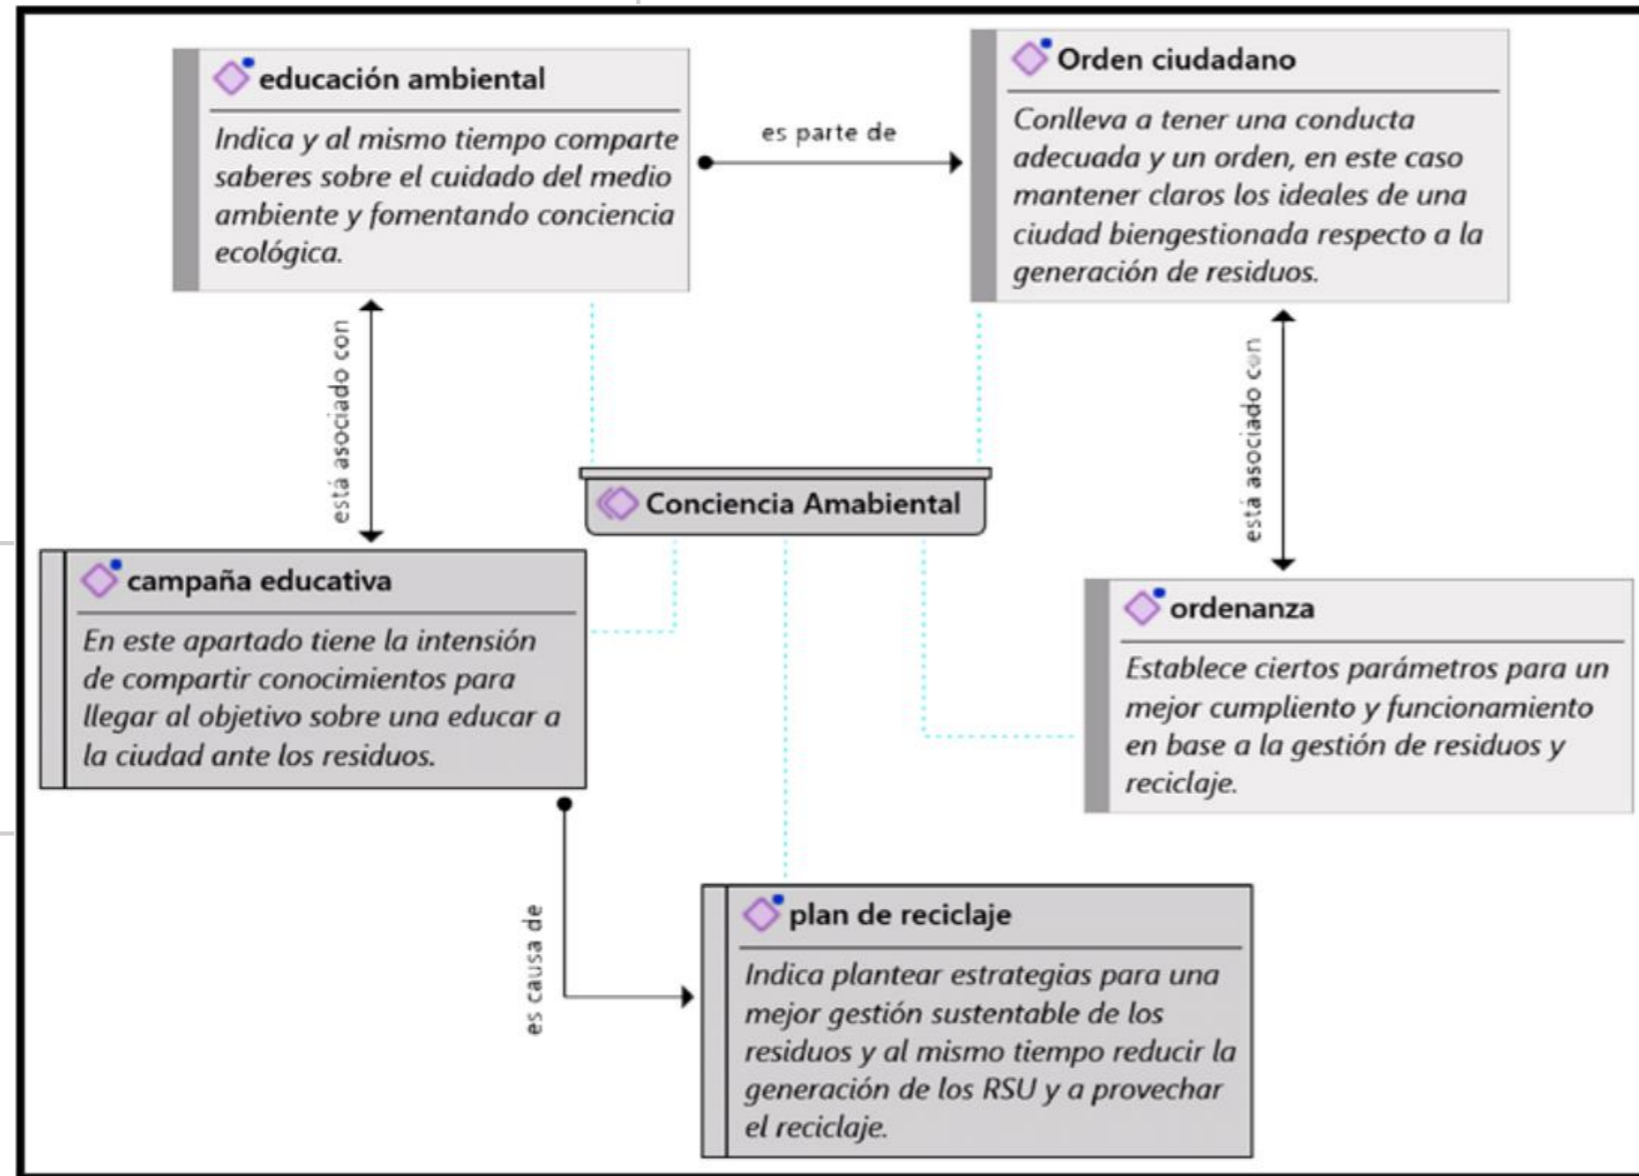 educación ambiental
Indica y al mismo tiempo comparte
saberes sobre el cuidado del medio
ambiente y fomentando conciencia
ecológica.
es parte de
Orden ciudadano
Conlleva a tener una conducta
adecuada y un orden, en este caso
mantener claros los ideales de una
ciudad biengestionada respecto a la
generación de residuos.
está asociado con
está asociado con
Conciencia Amabiental
campaña educativa
En este apartado tiene la intensión
de compartir conocimientos para
llegar al objetivo sobre una educar a
la ciudad ante los residuos.
ordenanza
Establece ciertos parámetros para un
mejor cumpliento y funcionamiento
en base a la gestión de residuos y
reciclaje.
es causa de
plan de reciclaje
Indica plantear estrategias para una
mejor gestión sustentable de los
residuos y al mismo tiempo reducir la
generación de los RSU y a provechar
el reciclaje.